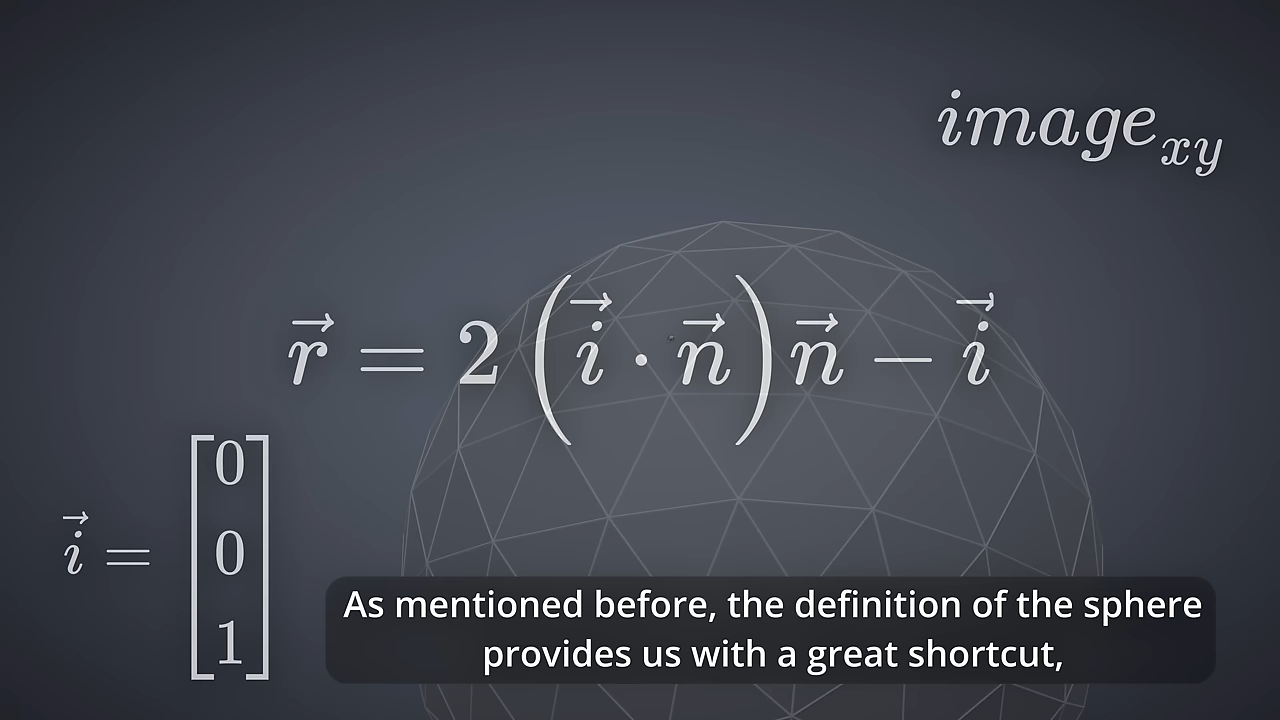 image_xy
r⃗ = 2 (i⃗ · n⃗) n⃗ − i⃗
i⃗ = [0 0 1]
As mentioned before, the definition of the sphere
provides us with a great shortcut,